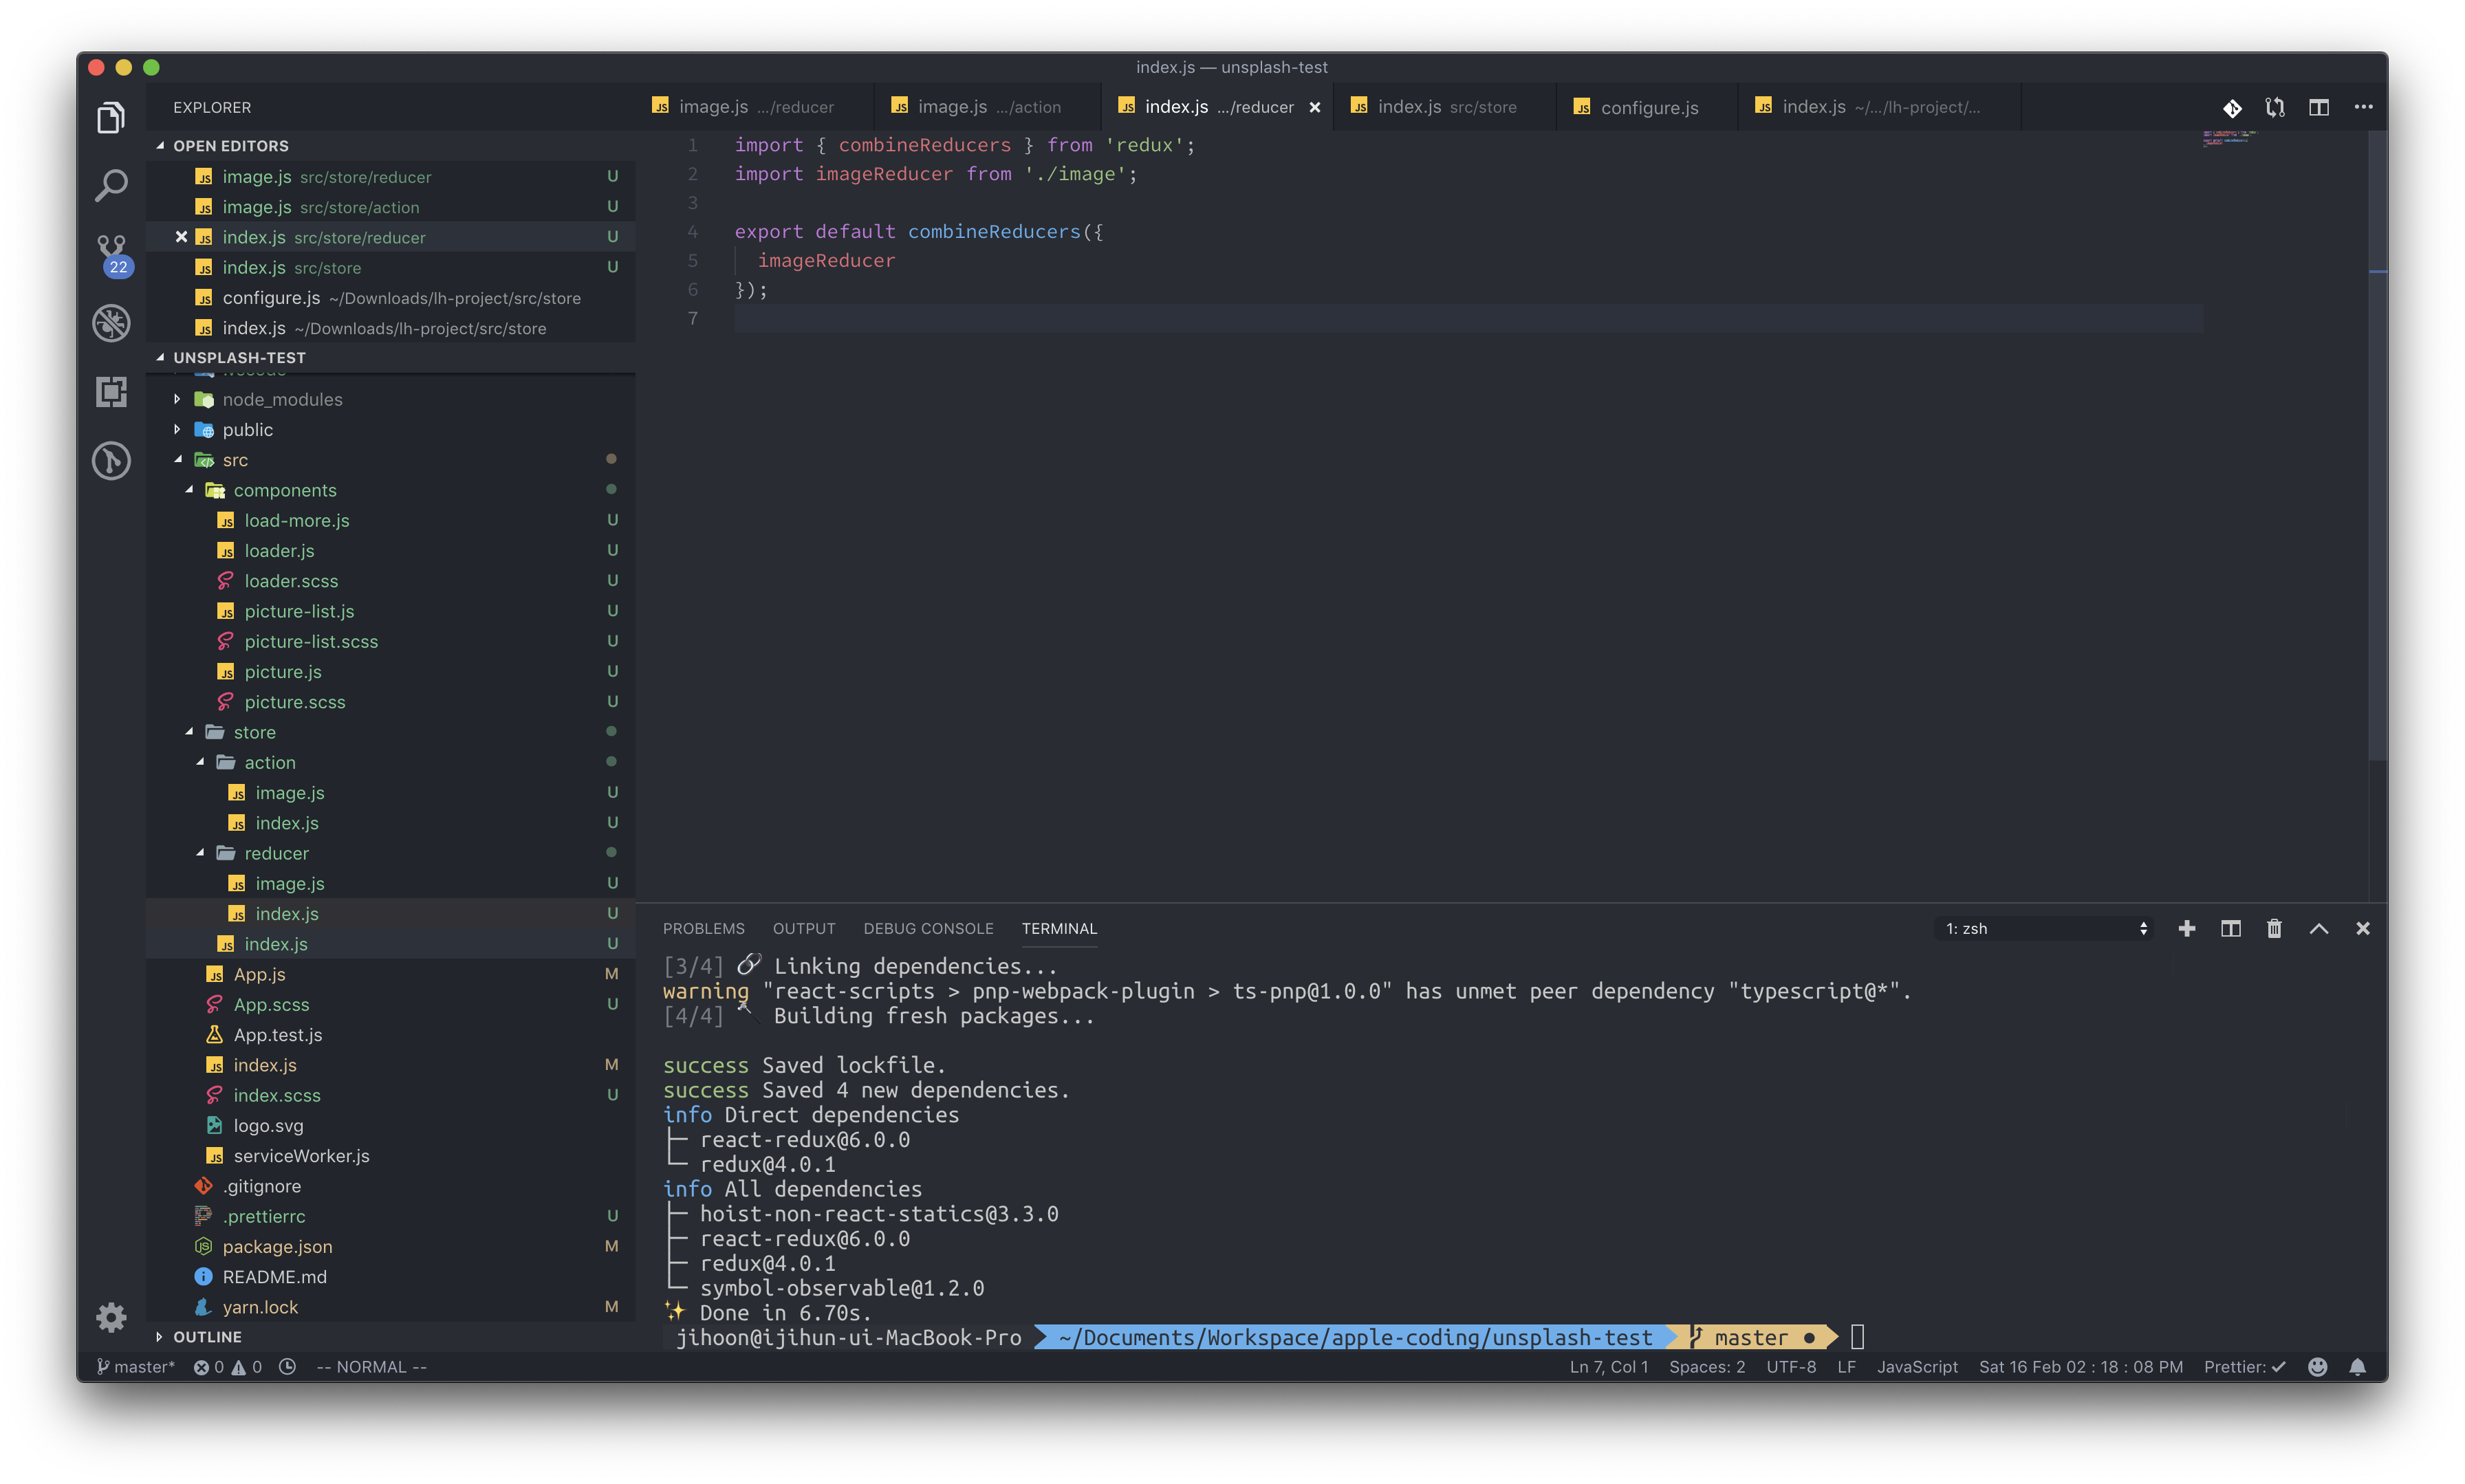 index.js — unsplash-test
EXPLORER
OPEN EDITORS
image.js src/store/reducer U
image.js src/store/action U
index.js src/store/reducer U
index.js src/store U
configure.js ~/Downloads/lh-project/src/store
index.js ~/Downloads/lh-project/src/store
UNSPLASH-TEST
node_modules
public
src
components
load-more.js U
loader.js U
loader.scss U
picture-list.js U
picture-list.scss U
picture.js U
picture.scss U
store
action
image.js U
index.js U
reducer
image.js U
index.js U
index.js U
App.js M
App.scss U
App.test.js
index.js M
index.scss U
logo.svg
serviceWorker.js
.gitignore
.prettierrc U
package.json M
README.md
yarn.lock M
OUTLINE
22
image.js .../reducer
image.js .../action
index.js .../reducer
index.js src/store
configure.js
index.js ~/.../lh-project/...
1 import { combineReducers } from 'redux';
2 import imageReducer from './image';
3
4 export default combineReducers({
5 imageReducer
6 });
7
PROBLEMS OUTPUT DEBUG CONSOLE TERMINAL 1: zsh
[3/4] 🔗 Linking dependencies...
warning "react-scripts > pnp-webpack-plugin > ts-pnp@1.0.0" has unmet peer dependency "typescript@*".
[4/4] 🔨 Building fresh packages...
success Saved lockfile.
success Saved 4 new dependencies.
info Direct dependencies
├─ react-redux@6.0.0
└─ redux@4.0.1
info All dependencies
├─ hoist-non-react-statics@3.3.0
├─ react-redux@6.0.0
├─ redux@4.0.1
└─ symbol-observable@1.2.0
✨ Done in 6.70s.
jihoon@ijihun-ui-MacBook-Pro ~/Documents/Workspace/apple-coding/unsplash-test master ●
master* 0 0 -- NORMAL -- Ln 7, Col 1 Spaces: 2 UTF-8 LF JavaScript Sat 16 Feb 02 : 18 : 08 PM Prettier: ✓